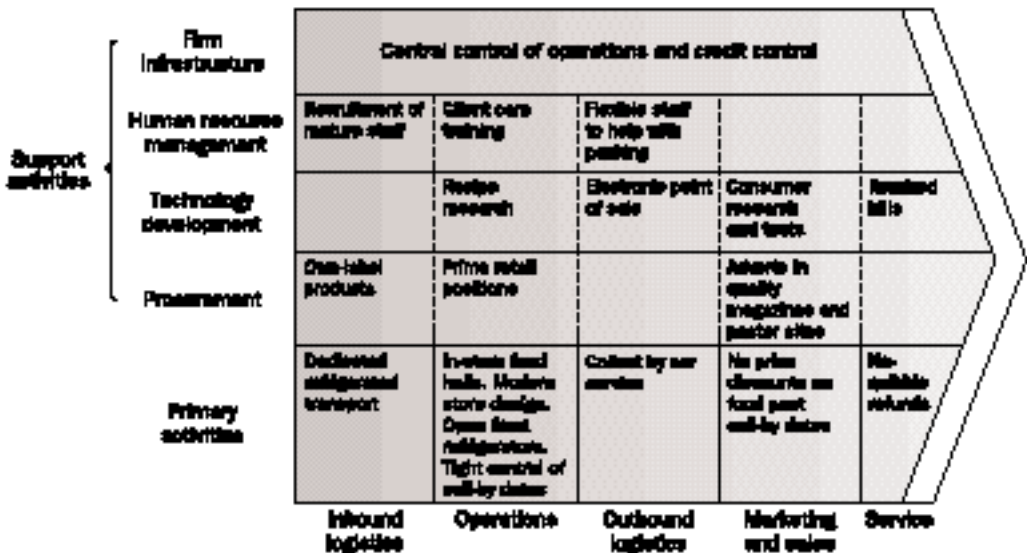 Firm
infrastructure
Central control of operations and credit control
Human resource
management
Recruitment of
mature staff
Client care
training
Flexible staff
to help with
packing
Support
activities
Technology
development
Recipe
research
Electronic point
of sale
Consumer
research
and tests
Itemized
bills
Procurement
Own-label
products
Prime retail
positions
Adverts in
quality
magazines and
poster sites
Primary
activities
Dedicated
refrigerated
transport
In-store food
halls. Modern
store design.
Open front
refrigerators.
Tight control of
sell-by dates
Collect by car
service
No price
discounts on
food past
sell-by dates
No-
quibble
refunds
Inbound
logistics
Operations
Outbound
logistics
Marketing
and sales
Service